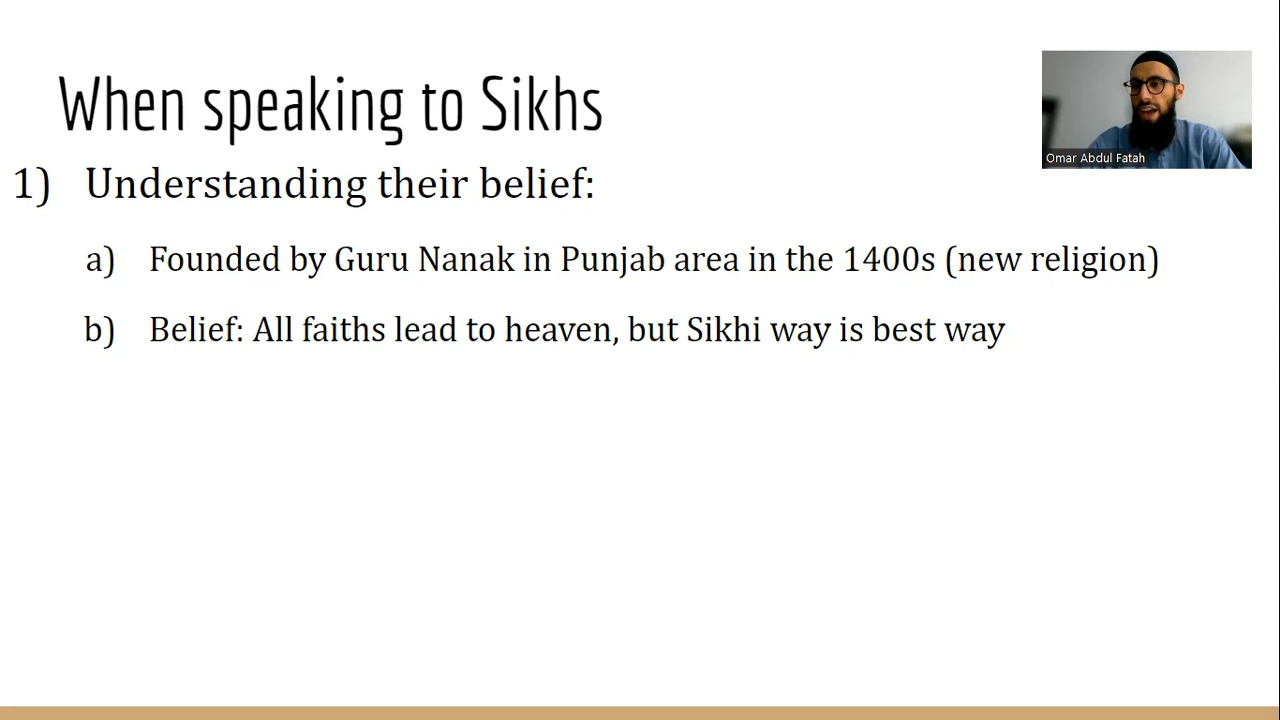 When speaking to Sikhs
Omar Abdul Fatah
1) Understanding their belief:
a) Founded by Guru Nanak in Punjab area in the 1400s (new religion)
b) Belief: All faiths lead to heaven, but Sikhi way is best way